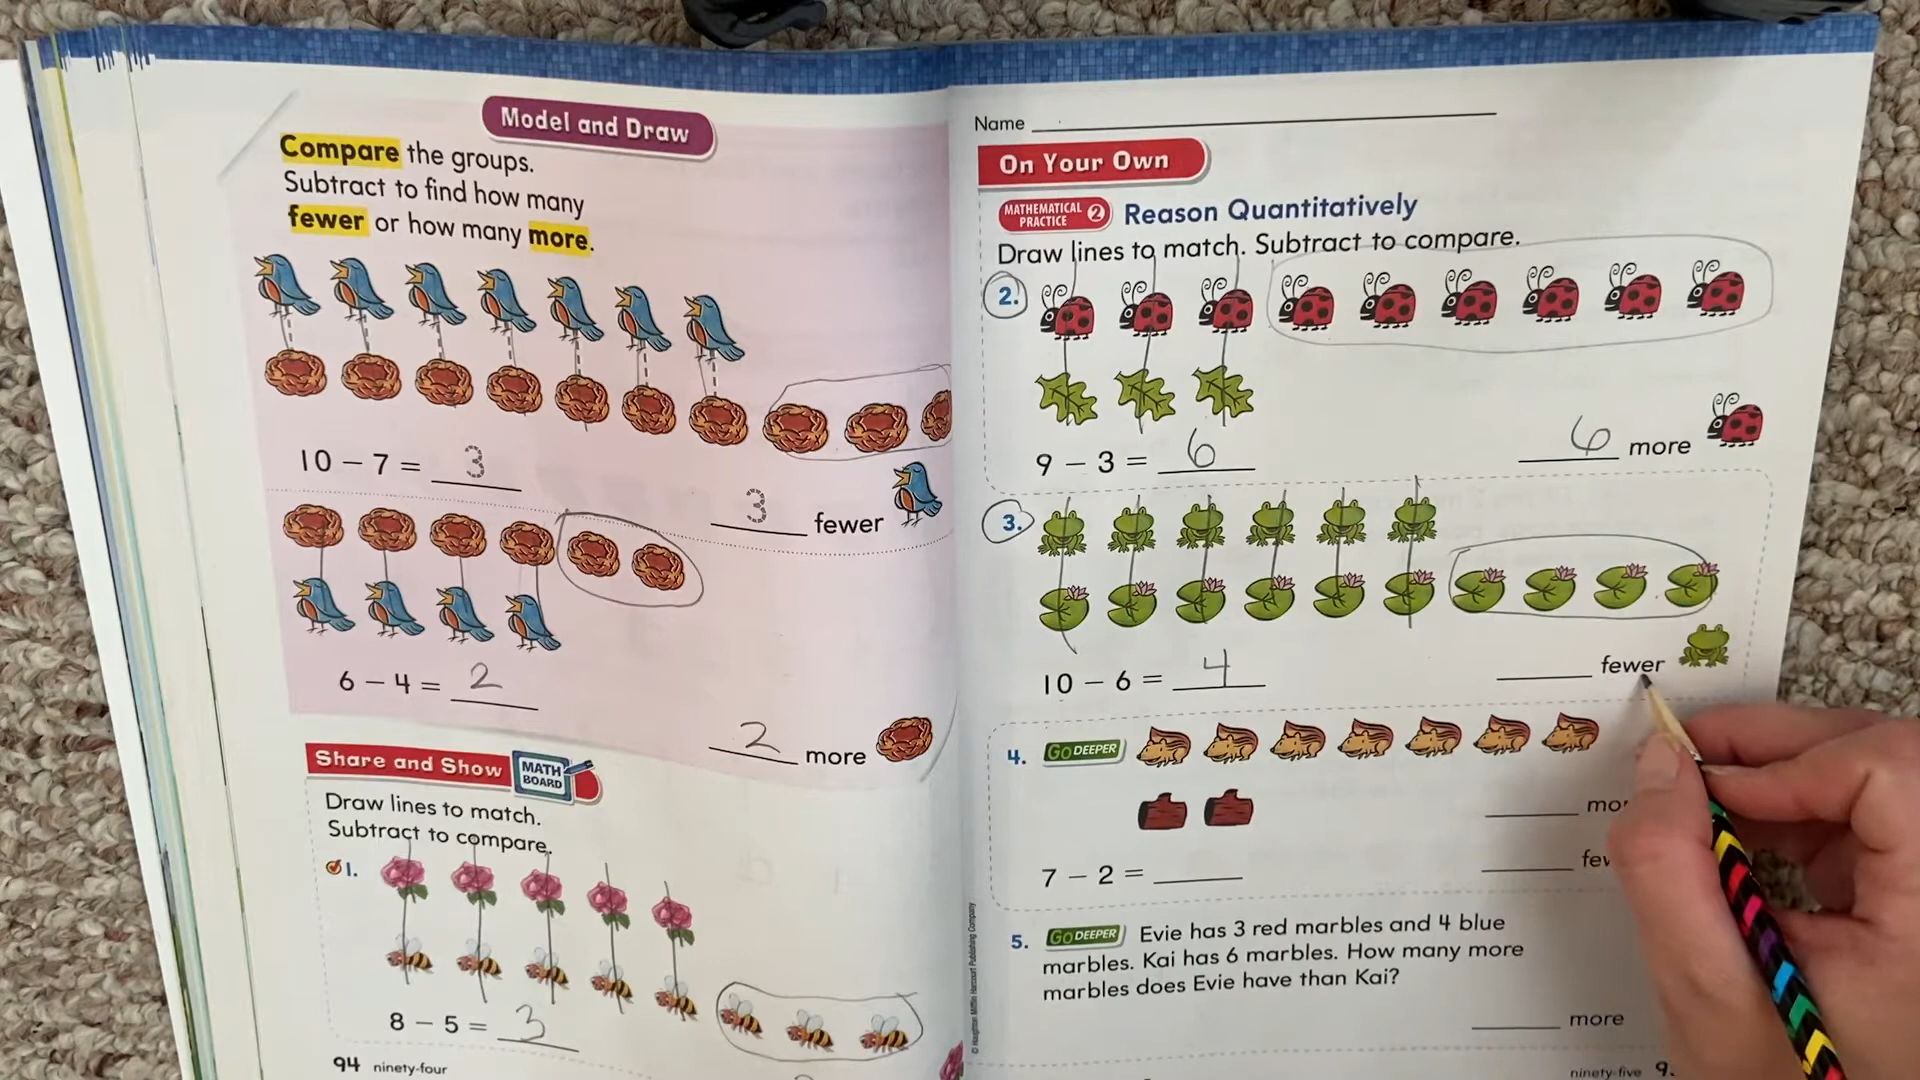 Model and Draw
Compare the groups.
Subtract to find how many
fewer or how many more.
10 – 7 = 3
3 fewer
6 – 4 = 2
2 more
Share and Show
MATH
BOARD
Draw lines to match.
Subtract to compare.
1.
8 – 5 = 3
94 ninety-four
Name
On Your Own
MATHEMATICAL
PRACTICE 2 Reason Quantitatively
Draw lines to match. Subtract to compare.
2.
9 – 3 = 6
6 more
3.
10 – 6 = 4
fewer
4. GO DEEPER
7 – 2 =
5. GO DEEPER Evie has 3 red marbles and 4 blue
marbles. Kai has 6 marbles. How many more
marbles does Evie have than Kai?
more
© Houghton Mifflin Harcourt Publishing Company
ninety-five